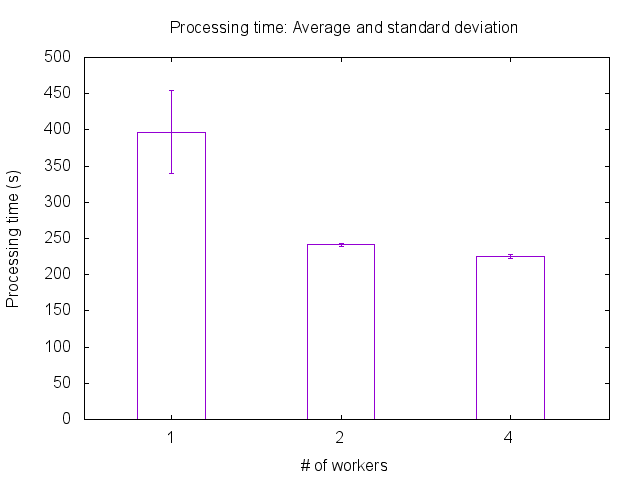 Processing time: Average and standard deviation
500
450
400
350
300
250
200
150
100
50
0
Processing time (s)
1 2 4
# of workers